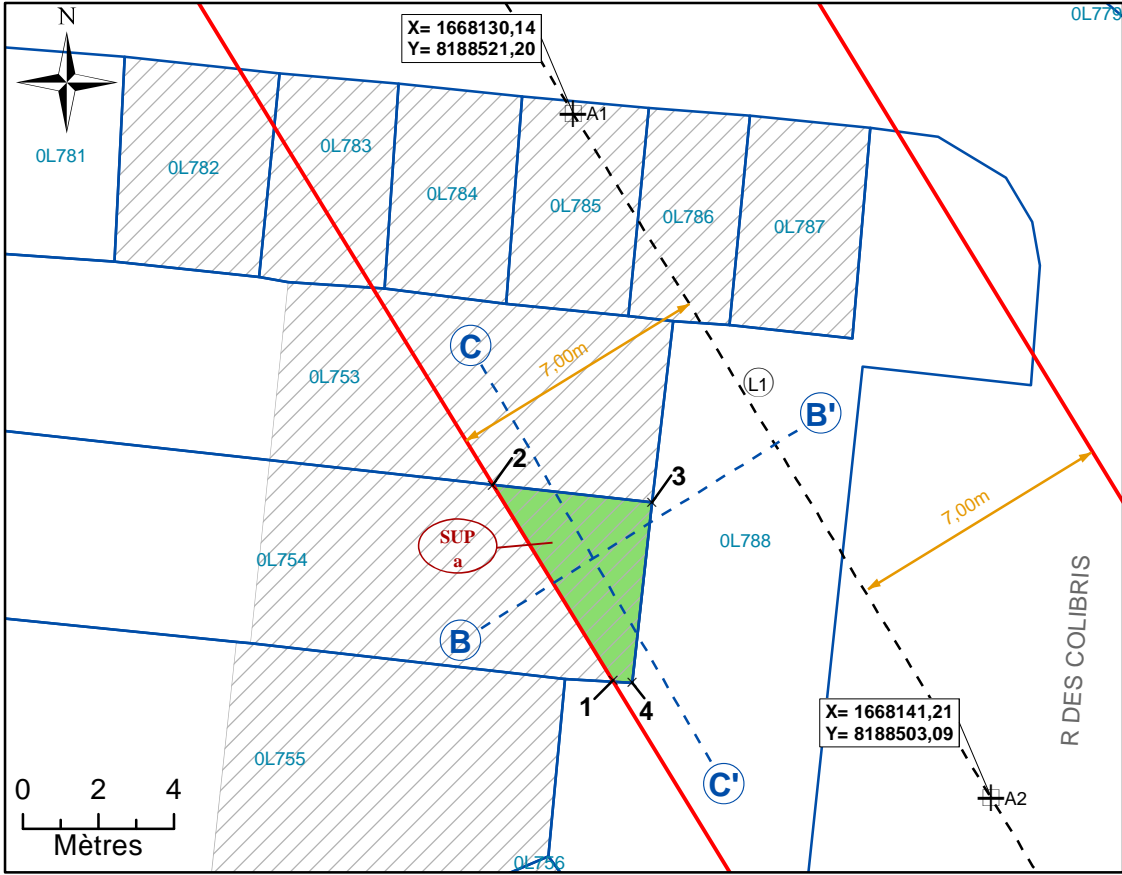 0L779
X= 1668130,14
Y= 8188521,20
N
A1
0L781
0L782
0L783
0L784
0L785
0L786
0L787
C
7,00m
0L753
L1
B'
2
3
SUP
a
7,00m
0L754
0L788
B
R DES COLIBRIS
1
4
X= 1668141,21
Y= 8188503,09
0L755
C'
A2
0 2 4
Mètres
0L756